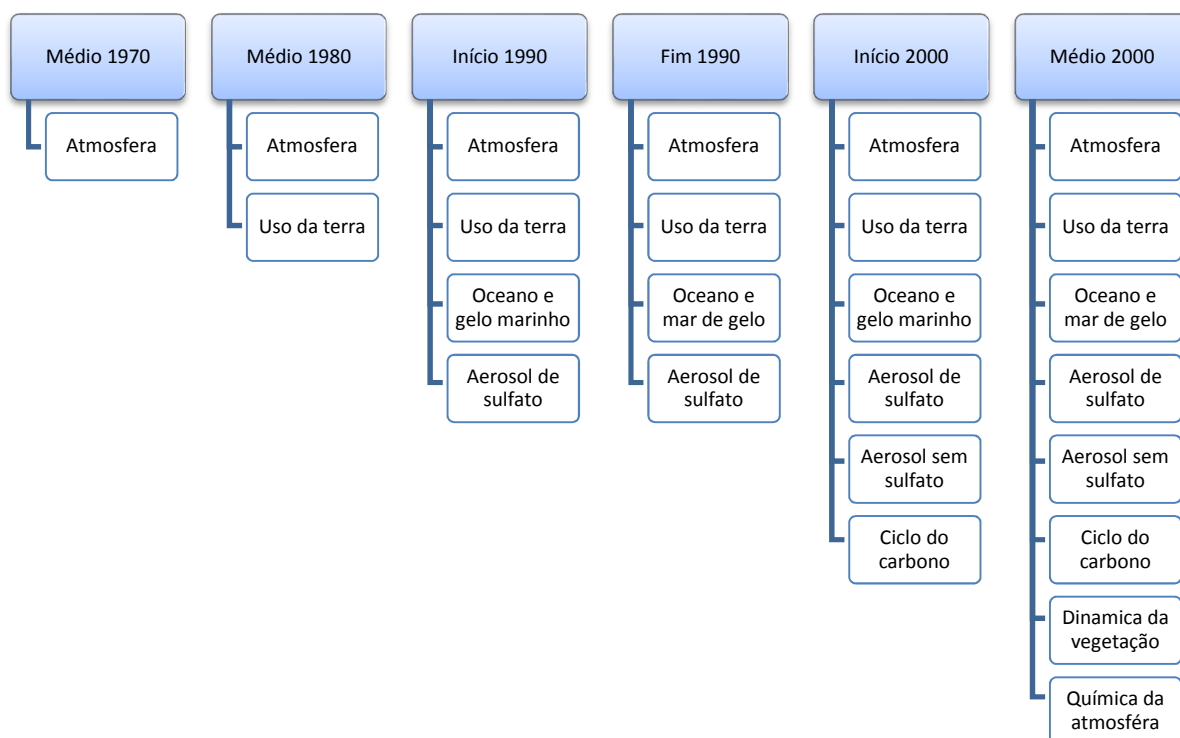 Médio 1970
Atmosfera
Médio 1980
Atmosfera
Uso da terra
Início 1990
Atmosfera
Uso da terra
Oceano e
gelo marinho
Aerosol de
sulfato
Fim 1990
Atmosfera
Uso da terra
Oceano e
mar de gelo
Aerosol de
sulfato
Início 2000
Atmosfera
Uso da terra
Oceano e
gelo marinho
Aerosol de
sulfato
Aerosol sem
sulfato
Ciclo do
carbono
Médio 2000
Atmosfera
Uso da terra
Oceano e
mar de gelo
Aerosol de
sulfato
Aerosol sem
sulfato
Ciclo do
carbono
Dinamica da
vegetação
Química da
atmosféra